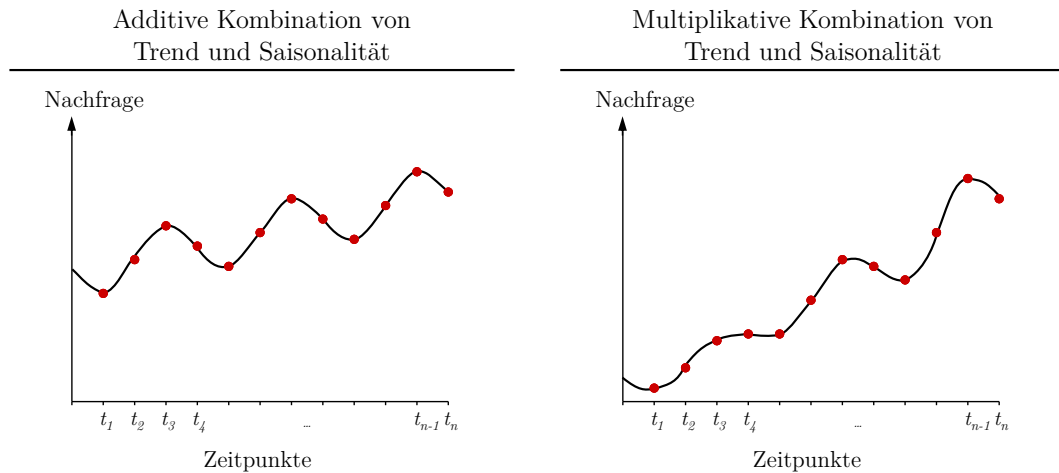 Additive Kombination von
Trend und Saisonalität
Nachfrage
t1 t2 t3 t4 ... tn-1 tn
Zeitpunkte
Multiplikative Kombination von
Trend und Saisonalität
Nachfrage
t1 t2 t3 t4 ... tn-1 tn
Zeitpunkte